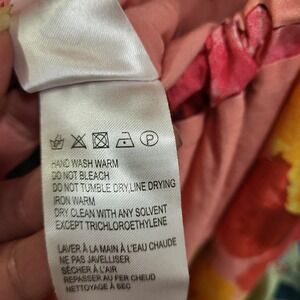 HAND WASH WARM
DO NOT BLEACH
DO NOT TUMBLE DRY,LINE DRYING
IRON WARM
DRY CLEAN WITH ANY SOLVENT
EXCEPT TRICHLOROETHYLENE
LAVER À LA MAIN À L'EAU CHAUDE
NE PAS JAVELLISER
SÉCHER À L'AIR
REPASSER AU FER CHEUD
NETTOYAGE À SEC